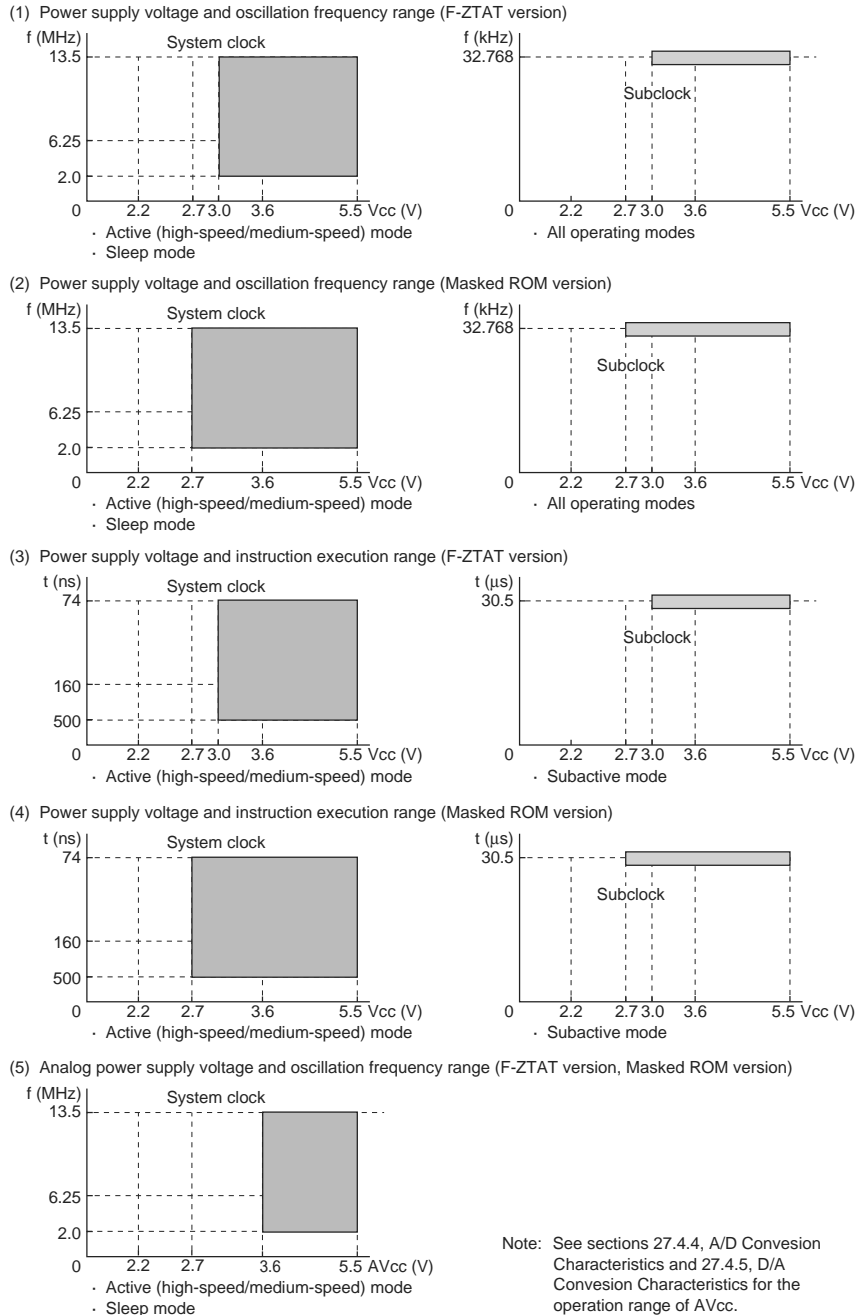 (1) Power supply voltage and oscillation frequency range (F-ZTAT version)
f (MHz)
System clock
13.5
6.25
2.0
0 2.2 2.7 3.0 3.6 5.5 Vcc (V)
· Active (high-speed/medium-speed) mode
· Sleep mode
f (kHz)
32.768
Subclock
0 2.2 2.7 3.0 3.6 5.5 Vcc (V)
· All operating modes
(2) Power supply voltage and oscillation frequency range (Masked ROM version)
f (MHz)
System clock
13.5
6.25
2.0
0 2.2 2.7 3.6 5.5 Vcc (V)
· Active (high-speed/medium-speed) mode
· Sleep mode
f (kHz)
32.768
Subclock
0 2.2 2.7 3.0 3.6 5.5 Vcc (V)
· All operating modes
(3) Power supply voltage and instruction execution range (F-ZTAT version)
t (ns)
System clock
74
160
500
0 2.2 2.7 3.0 3.6 5.5 Vcc (V)
· Active (high-speed/medium-speed) mode
t (μs)
30.5
Subclock
0 2.2 2.7 3.0 3.6 5.5 Vcc (V)
· Subactive mode
(4) Power supply voltage and instruction execution range (Masked ROM version)
t (ns)
System clock
74
160
500
0 2.2 2.7 3.6 5.5 Vcc (V)
· Active (high-speed/medium-speed) mode
t (μs)
30.5
Subclock
0 2.2 2.7 3.0 3.6 5.5 Vcc (V)
· Subactive mode
(5) Analog power supply voltage and oscillation frequency range (F-ZTAT version, Masked ROM version)
f (MHz)
System clock
13.5
6.25
2.0
0 2.2 2.7 3.6 5.5 AVcc (V)
· Active (high-speed/medium-speed) mode
· Sleep mode
Note: See sections 27.4.4, A/D Convesion
Characteristics and 27.4.5, D/A
Convesion Characteristics for the
operation range of AVcc.